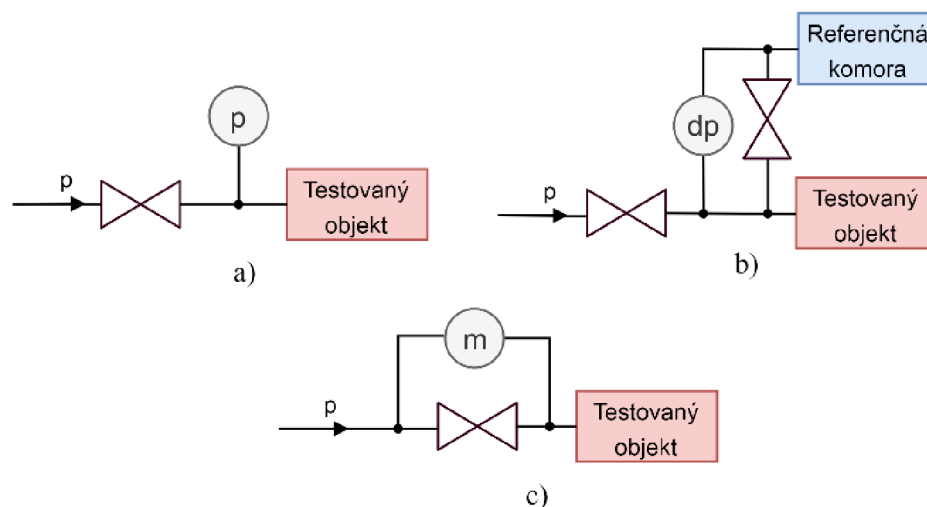 p
p
Testovaný
objekt
a)
Referenčná
komora
dp
p
Testovaný
objekt
b)
m
p
Testovaný
objekt
c)